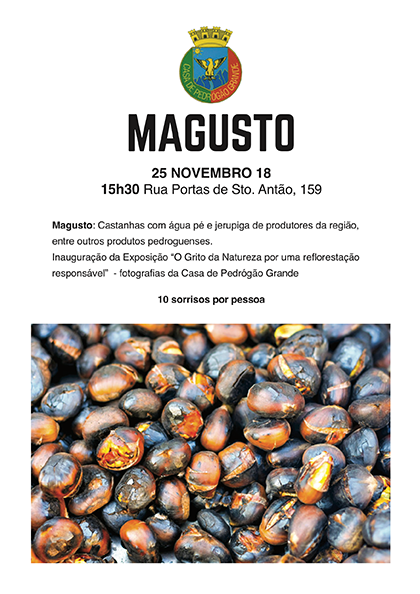 CASA DE PEDRÓGÃO GRANDE
MAGUSTO
25 NOVEMBRO 18
15h30 Rua Portas de Sto. Antão, 159
Magusto: Castanhas com água pé e jerupiga de produtores da região,
entre outros produtos pedroguenses.
Inauguração da Exposição “O Grito da Natureza por uma reflorestação
responsável” - fotografias da Casa de Pedrógão Grande
10 sorrisos por pessoa